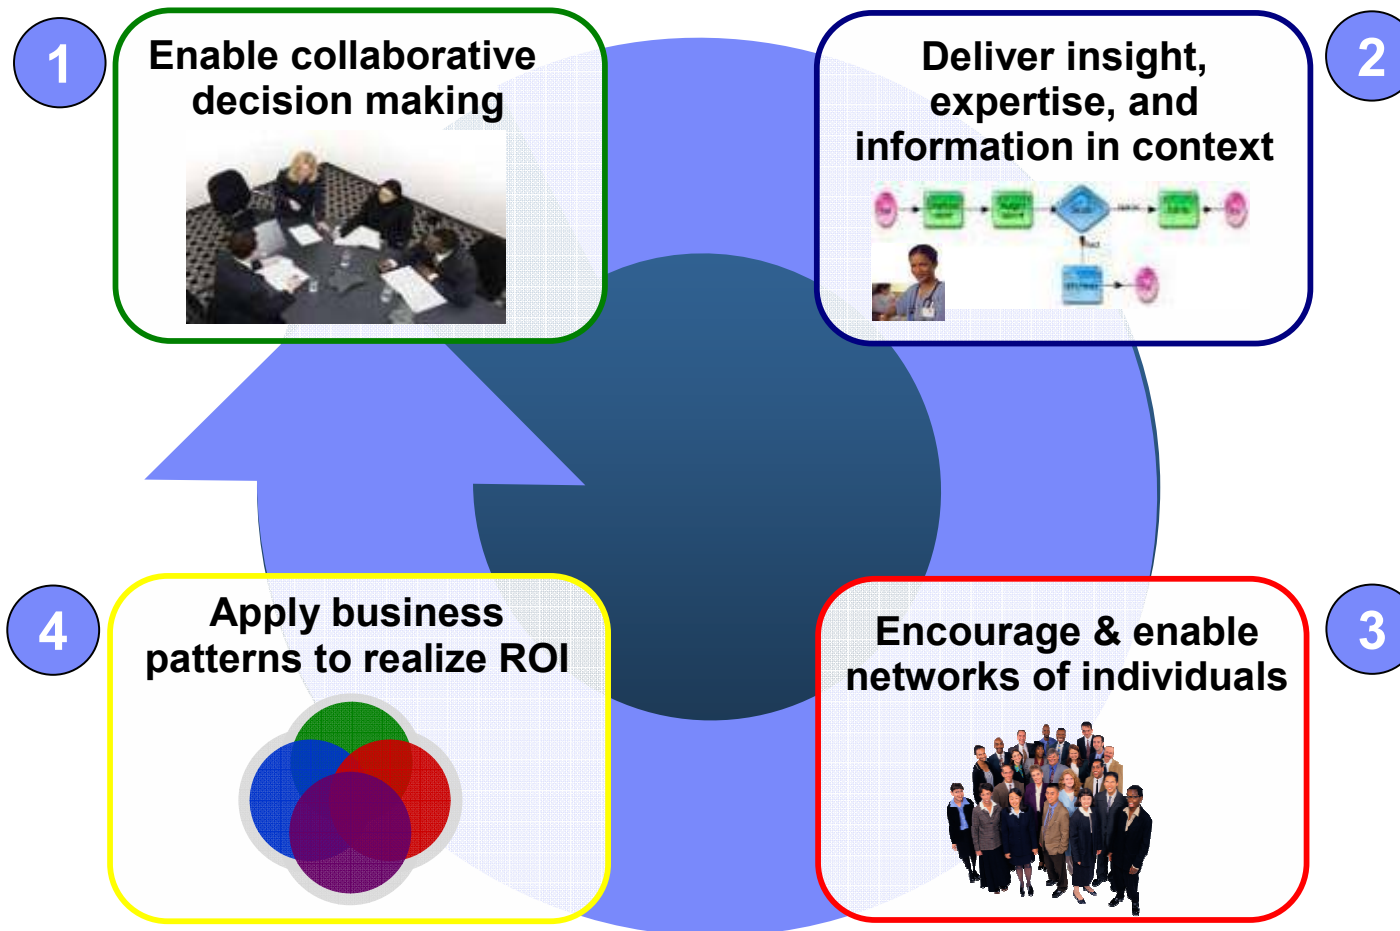 1
Enable collaborative
decision making
2
Deliver insight,
expertise, and
information in context
3
Encourage & enable
networks of individuals
4
Apply business
patterns to realize ROI